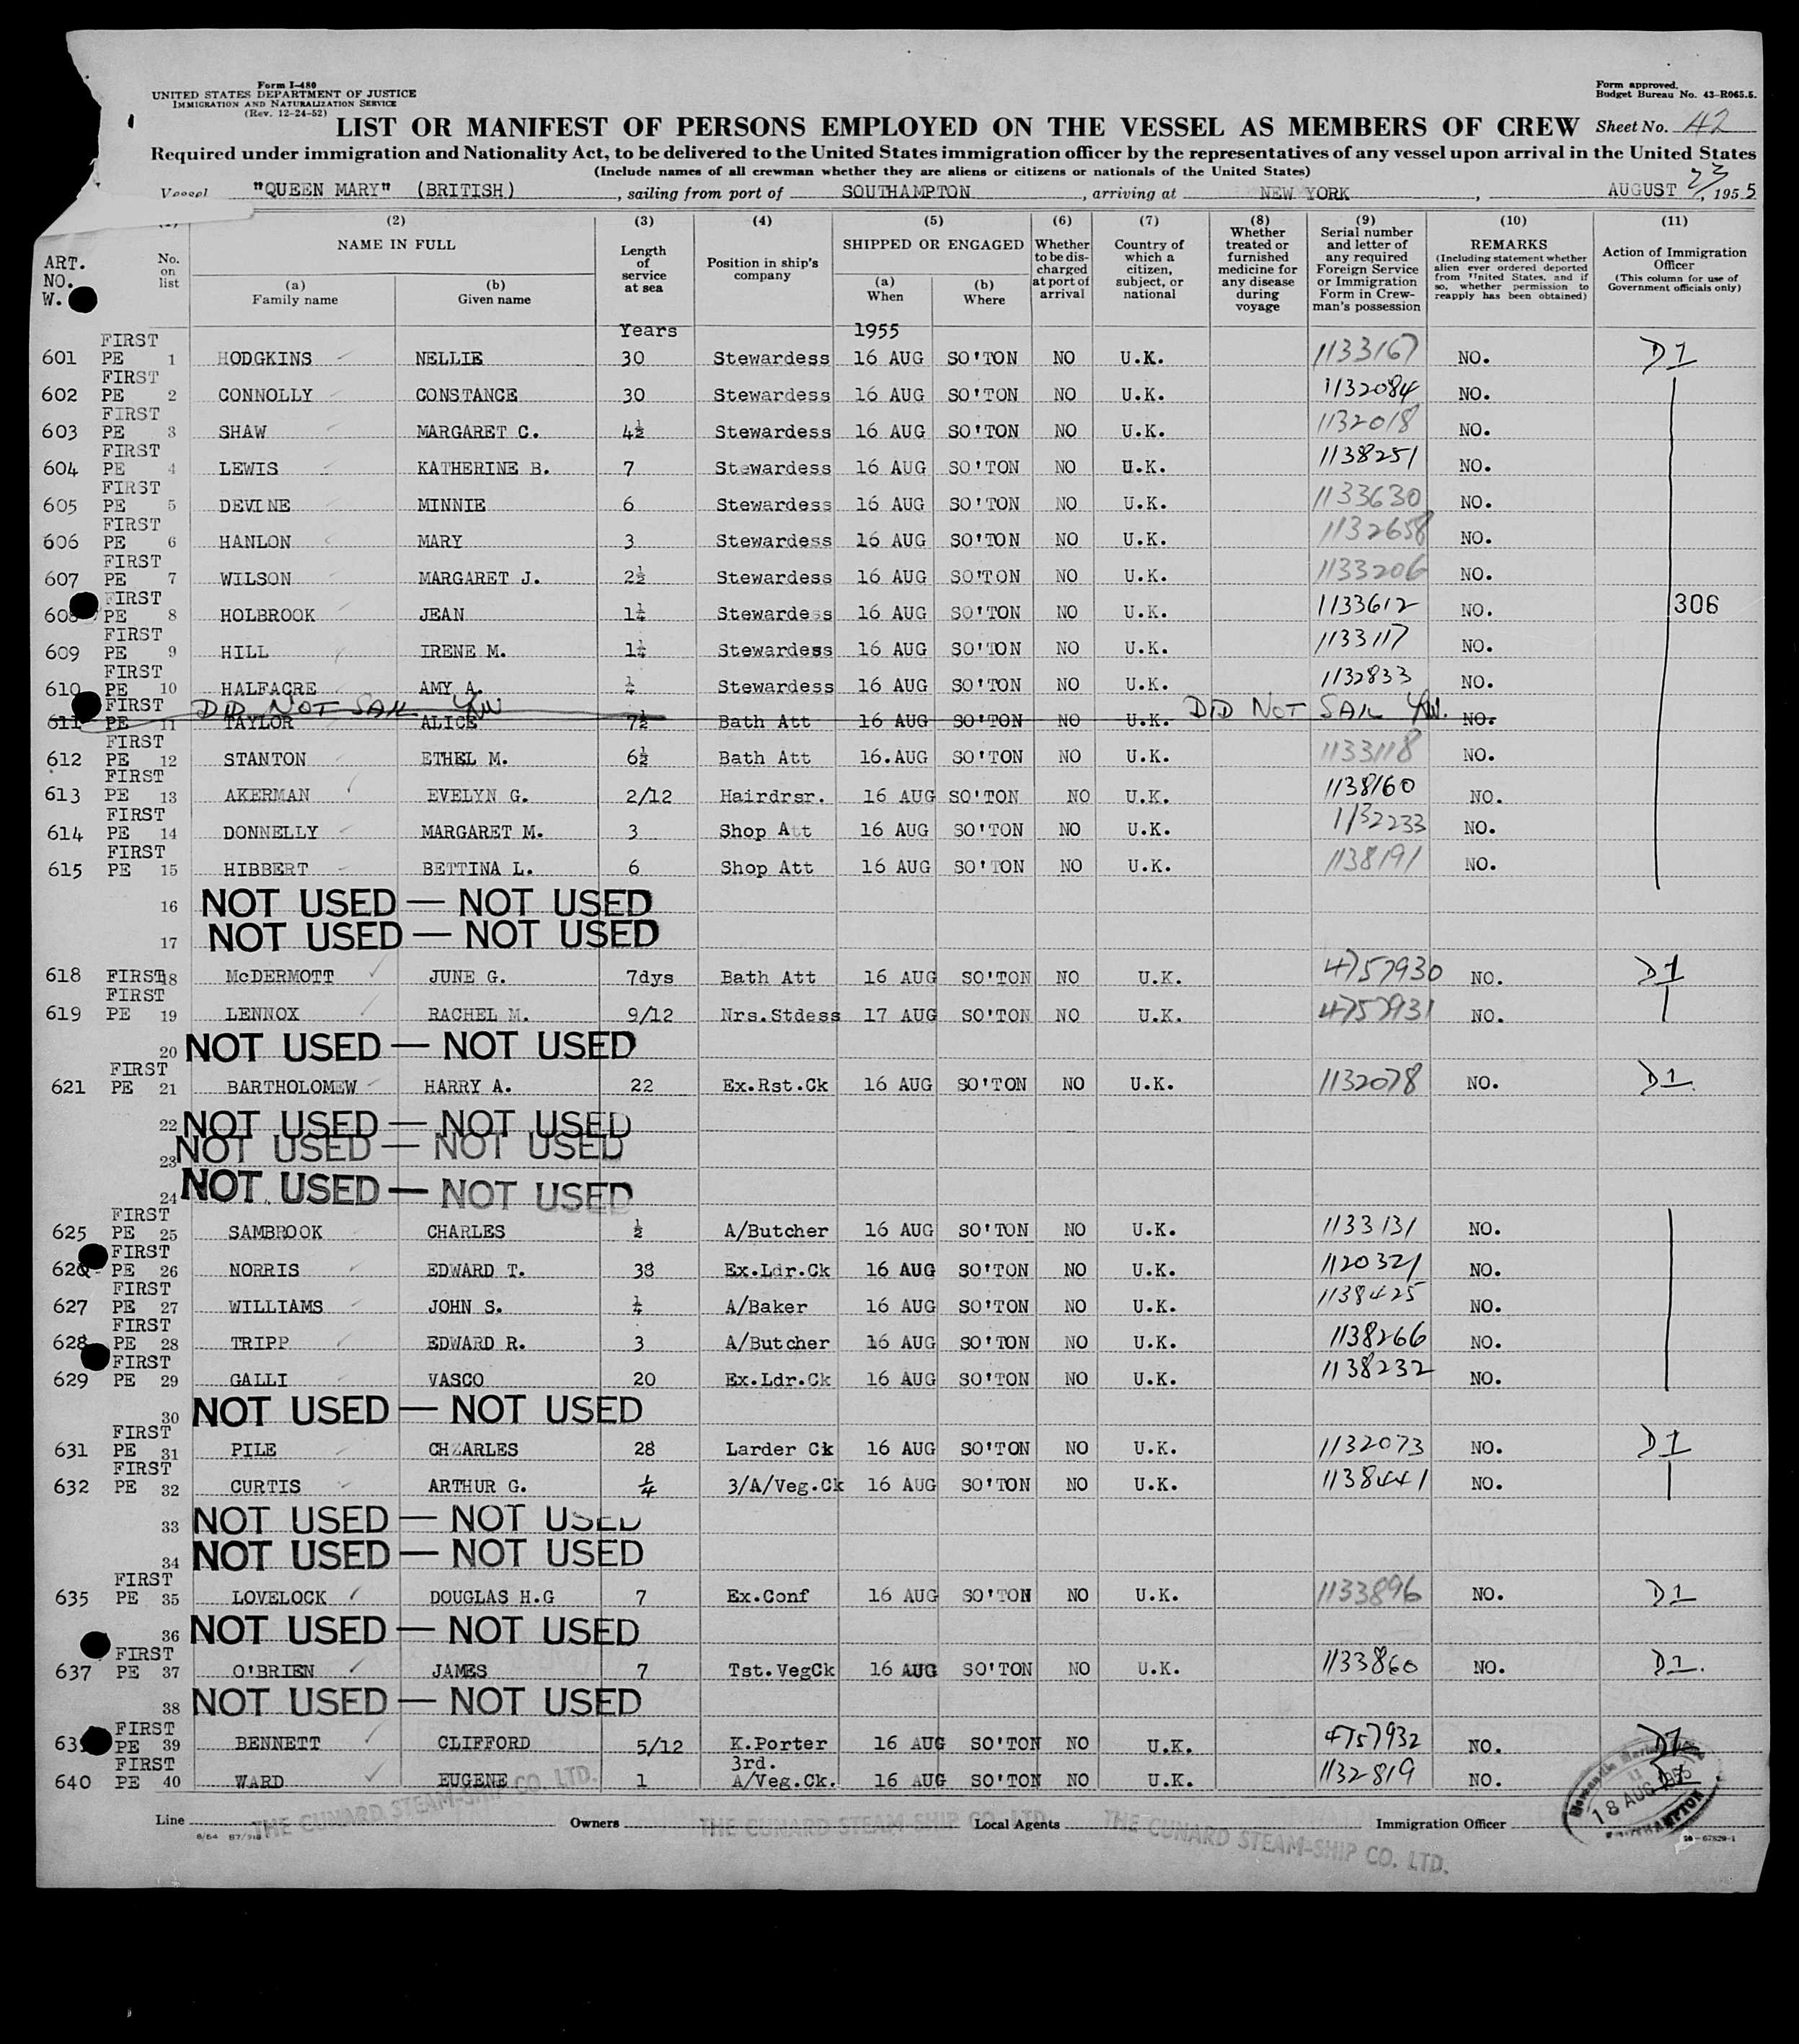 Form I-480
UNITED STATES DEPARTMENT OF JUSTICE
IMMIGRATION AND NATURALIZATION SERVICE
(Rev. 12-24-52)
Form approved.
Budget Bureau No. 43-R065.5.
LIST OR MANIFEST OF PERSONS EMPLOYED ON THE VESSEL AS MEMBERS OF CREW Sheet No. 42
Required under immigration and Nationality Act, to be delivered to the United States immigration officer by the representatives of any vessel upon arrival in the United States
(Include names of all crewman whether they are aliens or citizens or nationals of the United States)
Vessel "QUEEN MARY" (BRITISH), sailing from port of SOUTHAMPTON, arriving at NEW YORK, AUGUST 23, 1955
ART. NO. W.
No. on list
(2) NAME IN FULL
(a) Family name
(b) Given name
(3) Length of service at sea
(4) Position in ship's company
(5) SHIPPED OR ENGAGED
(a) When
(b) Where
(6) Whether to be discharged at port of arrival
(7) Country of which a citizen, subject, or national
(8) Whether treated or furnished medicine for any disease during voyage
(9) Serial number and letter of any required Foreign Service or Immigration Form in Crewman's possession
(10) REMARKS
(Including statement whether alien ever ordered deported from United States, and if so, whether permission to reapply has been obtained)
(11) Action of Immigration Officer
(This column for use of Government officials only)
Years 1955
601 FIRST PE 1 HODGKINS NELLIE 30 Stewardess 16 AUG SO'TON NO U.K. 1133167 NO. D1
602 FIRST PE 2 CONNOLLY CONSTANCE 30 Stewardess 16 AUG SO'TON NO U.K. 1132084 NO.
603 FIRST PE 3 SHAW MARGARET C. 4½ Stewardess 16 AUG SO'TON NO U.K. 1132018 NO.
604 FIRST PE 4 LEWIS KATHERINE B. 7 Stewardess 16 AUG SO'TON NO U.K. 1138251 NO.
605 FIRST PE 5 DEVINE MINNIE 6 Stewardess 16 AUG SO'TON NO U.K. 1133630 NO.
606 FIRST PE 6 HANLON MARY 3 Stewardess 16 AUG SO'TON NO U.K. 1132658 NO.
607 FIRST PE 7 WILSON MARGARET J. 2½ Stewardess 16 AUG SO'TON NO U.K. 1133206 NO.
608 FIRST PE 8 HOLBROOK JEAN 1¼ Stewardess 16 AUG SO'TON NO U.K. 1133612 NO. 306
609 FIRST PE 9 HILL IRENE M. 1¼ Stewardess 16 AUG SO'TON NO U.K. 1133117 NO.
610 FIRST PE 10 HALFACRE AMY A. ¼ Stewardess 16 AUG SO'TON NO U.K. 1132833 NO.
DID NOT SAIL DID NOT SAIL
611 FIRST PE 11 TAYLOR ALICE 7½ Bath Att 16 AUG SO'TON NO U.K. NO.
612 FIRST PE 12 STANTON ETHEL M. 6½ Bath Att 16.AUG SO'TON NO U.K. 1133118 NO.
613 FIRST PE 13 AKERMAN EVELYN G. 2/12 Hairdrsr. 16 AUG SO'TON NO U.K. 1138160 NO.
614 FIRST PE 14 DONNELLY MARGARET M. 3 Shop Att 16 AUG SO'TON NO U.K. 1132233 NO.
615 FIRST PE 15 HIBBERT BETTINA L. 6 Shop Att 16 AUG SO'TON NO U.K. 1138191 NO.
16 NOT USED — NOT USED
17 NOT USED — NOT USED
618 FIRST 18 McDERMOTT JUNE G. 7dys Bath Att 16 AUG SO'TON NO U.K. 4757930 NO. D1
619 FIRST PE 19 LENNOX RACHEL M. 9/12 Nrs.Stdess 17 AUG SO'TON NO U.K. 4757931 NO.
20 NOT USED — NOT USED
621 FIRST PE 21 BARTHOLOMEW HARRY A. 22 Ex.Rst.Ck 16 AUG SO'TON NO U.K. 1132078 NO. D1
22 NOT USED — NOT USED
23 NOT USED — NOT USED
24 NOT USED — NOT USED
625 FIRST PE 25 SAMBROOK CHARLES ½ A/Butcher 16 AUG SO'TON NO U.K. 1133131 NO.
626 FIRST PE 26 NORRIS EDWARD T. 38 Ex.Ldr.Ck 16 AUG SO'TON NO U.K. 1120321 NO.
627 FIRST PE 27 WILLIAMS JOHN S. ¼ A/Baker 16 AUG SO'TON NO U.K. 1138425 NO.
628 FIRST PE 28 TRIPP EDWARD R. 3 A/Butcher 16 AUG SO'TON NO U.K. 1138266 NO.
629 FIRST PE 29 GALLI VASCO 20 Ex.Ldr.Ck 16 AUG SO'TON NO U.K. 1138232 NO.
30 NOT USED — NOT USED
631 FIRST PE 31 PILE CHARLES 28 Larder Ck 16 AUG SO'TON NO U.K. 1132073 NO. D1
632 FIRST PE 32 CURTIS ARTHUR G. ¼ 3/A/Veg.Ck 16 AUG SO'TON NO U.K. 1138441 NO.
33 NOT USED — NOT USED
34 NOT USED — NOT USED
635 FIRST PE 35 LOVELOCK DOUGLAS H.G 7 Ex.Conf 16 AUG SO'TON NO U.K. 1133896 NO. D1
36 NOT USED — NOT USED
637 FIRST PE 37 O'BRIEN JAMES 7 Tst.VegCk 16 AUG SO'TON NO U.K. 1133860 NO. D1.
38 NOT USED — NOT USED
FIRST PE 39 BENNETT CLIFFORD 5/12 K.Porter 16 AUG SO'TON NO U.K. 4757932 NO. D1
640 FIRST PE 40 WARD EUGENE 1 3rd. A/Veg.Ck. 16 AUG SO'TON NO U.K. 1132819 NO. D1
Line THE CUNARD STEAM-SHIP CO. LTD. Owners THE CUNARD STEAM-SHIP CO. LTD. Local Agents THE CUNARD STEAM-SHIP CO. LTD. Immigration Officer
18 AUG 1955
SOUTHAMPTON